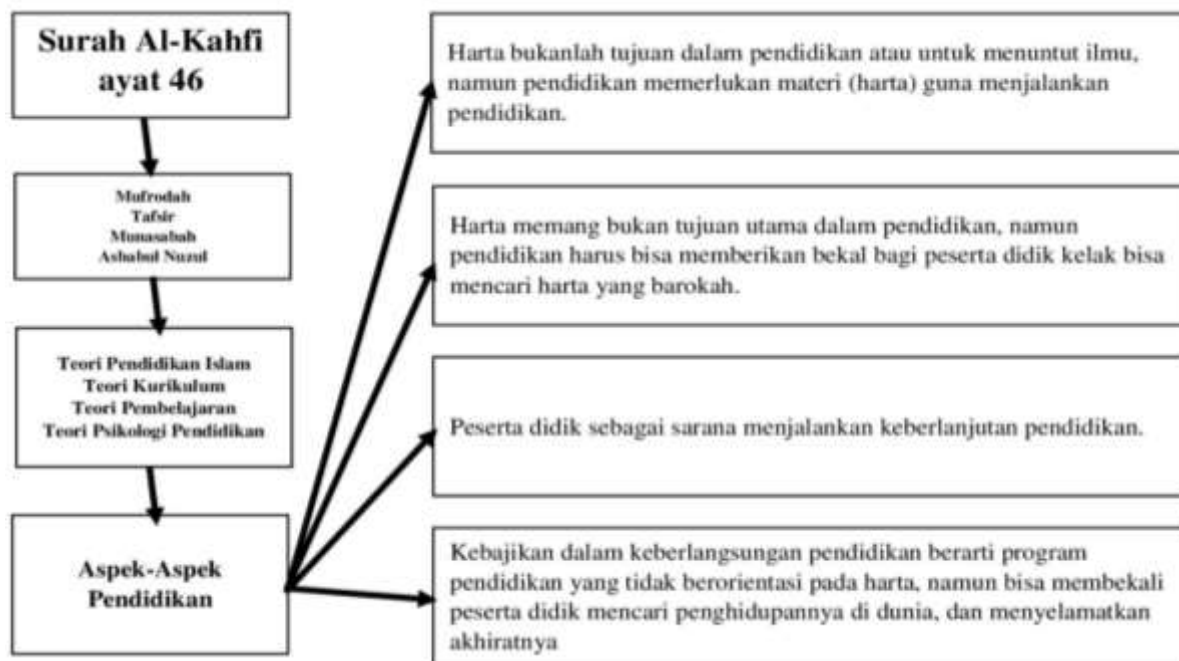 Surah Al-Kahfi
ayat 46
Mufrodah
Tafsir
Munasabah
Asbabul Nuzul
Teori Pendidikan Islam
Teori Kurikulum
Teori Pembelajaran
Teori Psikologi Pendidikan
Aspek-Aspek
Pendidikan
Harta bukanlah tujuan dalam pendidikan atau untuk menuntut ilmu,
namun pendidikan memerlukan materi (harta) guna menjalankan
pendidikan.
Harta memang bukan tujuan utama dalam pendidikan, namun
pendidikan harus bisa memberikan bekal bagi peserta didik kelak bisa
mencari harta yang barokah.
Peserta didik sebagai sarana menjalankan keberlanjutan pendidikan.
Kebajikan dalam keberlangsungan pendidikan berarti program
pendidikan yang tidak berorientasi pada harta, namun bisa membekali
peserta didik mencari penghidupannya di dunia, dan menyelamatkan
akhiratnya